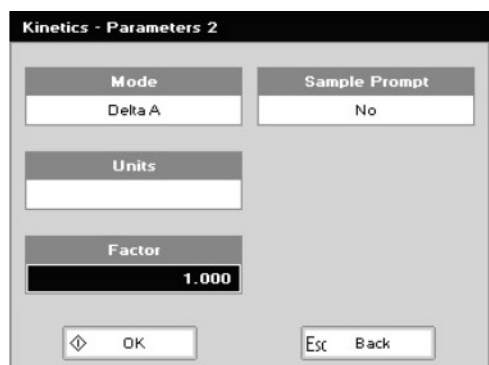 Kinetics - Parameters 2
Mode
Delta A
Sample Prompt
No
Units
Factor
1.000
OK
Esc Back